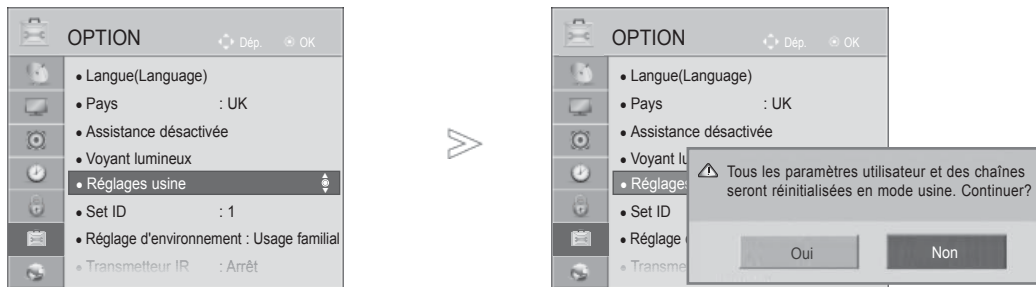 OPTION Dép. OK
• Langue(Language)
• Pays : UK
• Assistance désactivée
• Voyant lumineux
• Réglages usine
• Set ID : 1
• Réglage d'environnement : Usage familial
• Transmetteur IR : Arrêt
OPTION Dép. OK
• Langue(Language)
• Pays : UK
• Assistance désactivée
• Voyant lu
• Réglages
• Set ID
• Réglage
• Transme
Tous les paramètres utilisateur et des chaînes
seront réinitialisées en mode usine. Continuer?
Oui Non